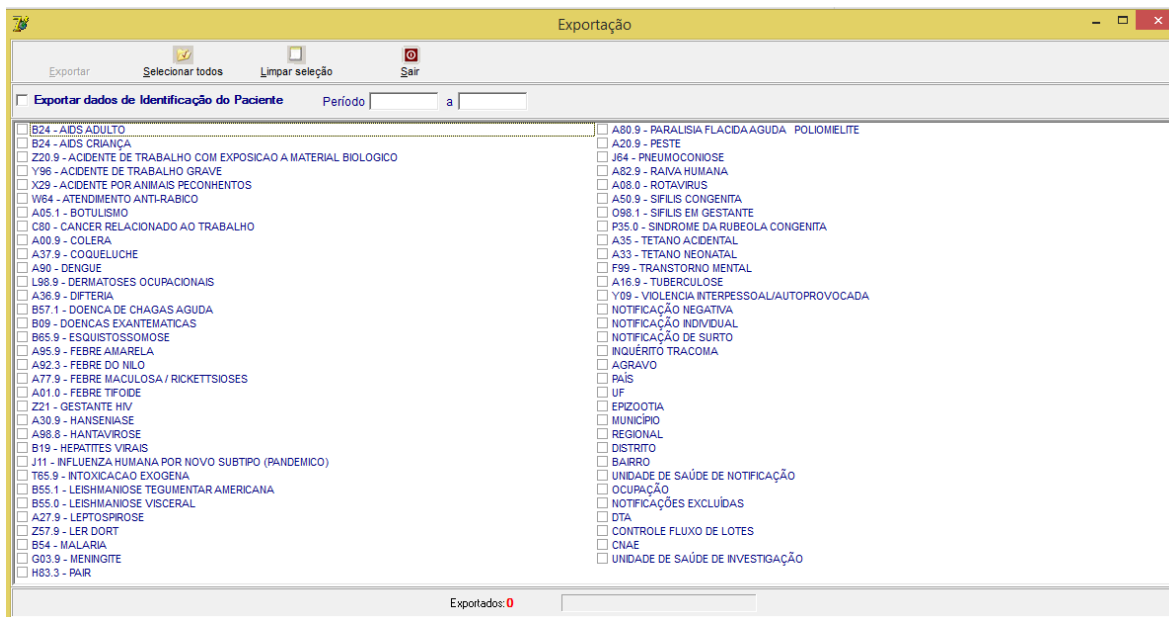 Exportação
Exportar
Selecionar todos
Limpar seleção
Sair
Exportar dados de Identificação do Paciente Período a
B24 - AIDS ADULTO
B24 - AIDS CRIANÇA
Z20.9 - ACIDENTE DE TRABALHO COM EXPOSICAO A MATERIAL BIOLOGICO
Y96 - ACIDENTE DE TRABALHO GRAVE
X29 - ACIDENTE POR ANIMAIS PECONHENTOS
W64 - ATENDIMENTO ANTI-RABICO
A05.1 - BOTULISMO
C80 - CANCER RELACIONADO AO TRABALHO
A00.9 - COLERA
A37.9 - COQUELUCHE
A90 - DENGUE
L98.9 - DERMATOSES OCUPACIONAIS
A36.9 - DIFTERIA
B57.1 - DOENCA DE CHAGAS AGUDA
B09 - DOENCAS EXANTEMATICAS
B65.9 - ESQUISTOSSOMOSE
A95.9 - FEBRE AMARELA
A92.3 - FEBRE DO NILO
A77.9 - FEBRE MACULOSA / RICKETTSIOSES
A01.0 - FEBRE TIFOIDE
Z21 - GESTANTE HIV
A30.9 - HANSENIASE
A98.8 - HANTAVIROSE
B19 - HEPATITES VIRAIS
J11 - INFLUENZA HUMANA POR NOVO SUBTIPO (PANDEMICO)
T65.9 - INTOXICACAO EXOGENA
B55.1 - LEISHMANIOSE TEGUMENTAR AMERICANA
B55.0 - LEISHMANIOSE VISCERAL
A27.9 - LEPTOSPIROSE
Z57.9 - LER DORT
B54 - MALARIA
G03.9 - MENINGITE
H83.3 - PAIR
A80.9 - PARALISIA FLACIDA AGUDA POLIOMIELITE
A20.9 - PESTE
J64 - PNEUMOCONIOSE
A82.9 - RAIVA HUMANA
A08.0 - ROTAVIRUS
A50.9 - SIFILIS CONGENITA
O98.1 - SIFILIS EM GESTANTE
P35.0 - SINDROME DA RUBEOLA CONGENITA
A35 - TETANO ACIDENTAL
A33 - TETANO NEONATAL
F99 - TRANSTORNO MENTAL
A16.9 - TUBERCULOSE
Y09 - VIOLENCIA INTERPESSOAL/AUTOPROVOCADA
NOTIFICAÇÃO NEGATIVA
NOTIFICAÇÃO INDIVIDUAL
NOTIFICAÇÃO DE SURTO
INQUÉRITO TRACOMA
AGRAVO
PAÍS
UF
EPIZOOTIA
MUNICÍPIO
REGIONAL
DISTRITO
BAIRRO
UNIDADE DE SAÚDE DE NOTIFICAÇÃO
OCUPAÇÃO
NOTIFICAÇÕES EXCLUÍDAS
DTA
CONTROLE FLUXO DE LOTES
CNAE
UNIDADE DE SAÚDE DE INVESTIGAÇÃO
Exportados: 0